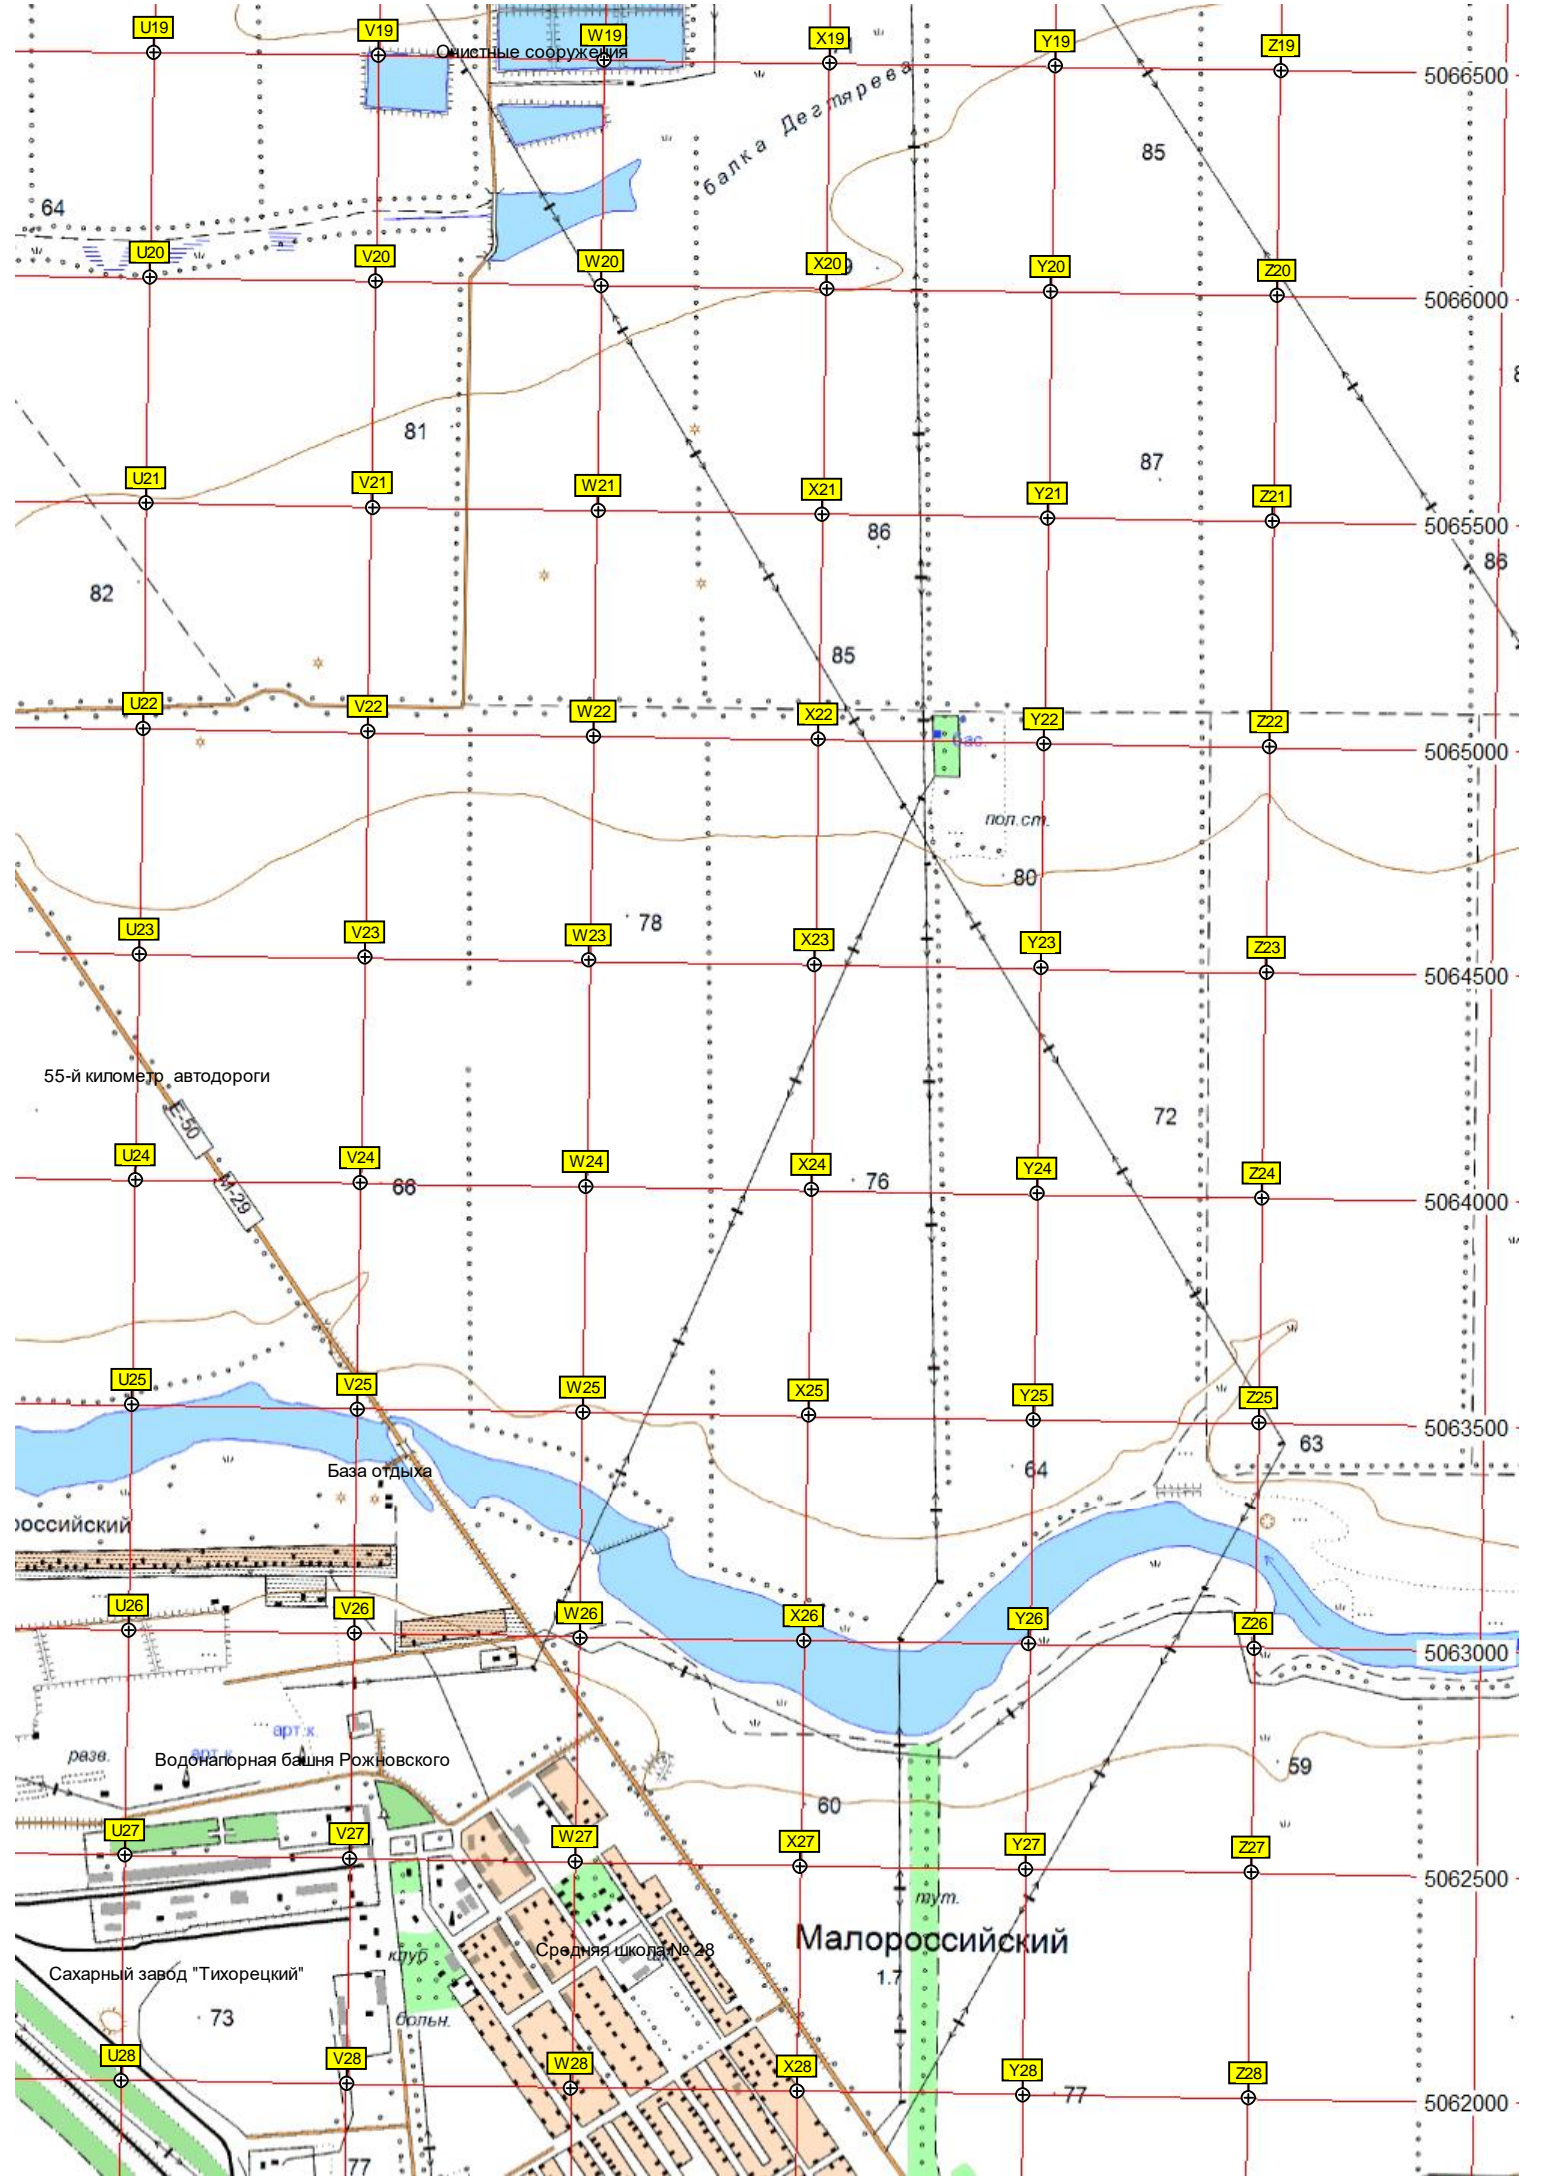 U19
V19
W19
X19
Y19
Z19
Очистные сооружения
5066500
балка Дегтярева
85
64
U20
V20
W20
X20
Y20
Z20
5066000
81
87
U21
V21
W21
X21
Y21
Z21
5065500
86
86
82
85
U22
V22
W22
X22
Y22
Z22
бас.
5065000
пол.ст.
80
78
U23
V23
W23
X23
Y23
Z23
5064500
55-й километр автодороги
E-50
72
U24
V24
W24
X24
Y24
Z24
66
76
М-29
5064000
U25
V25
W25
X25
Y25
Z25
5063500
63
64
База отдыха
российский
U26
V26
W26
X26
Y26
Z26
5063000
арт.к.
разв.
арт.к.
Водонапорная башня Рожновского
59
60
U27
V27
W27
X27
Y27
Z27
5062500
тут.
Малороссийский
клуб
Средняя школа № 28
Сахарный завод "Тихорецкий"
1.7
73
больн.
U28
V28
W28
X28
Y28
Z28
77
5062000
77